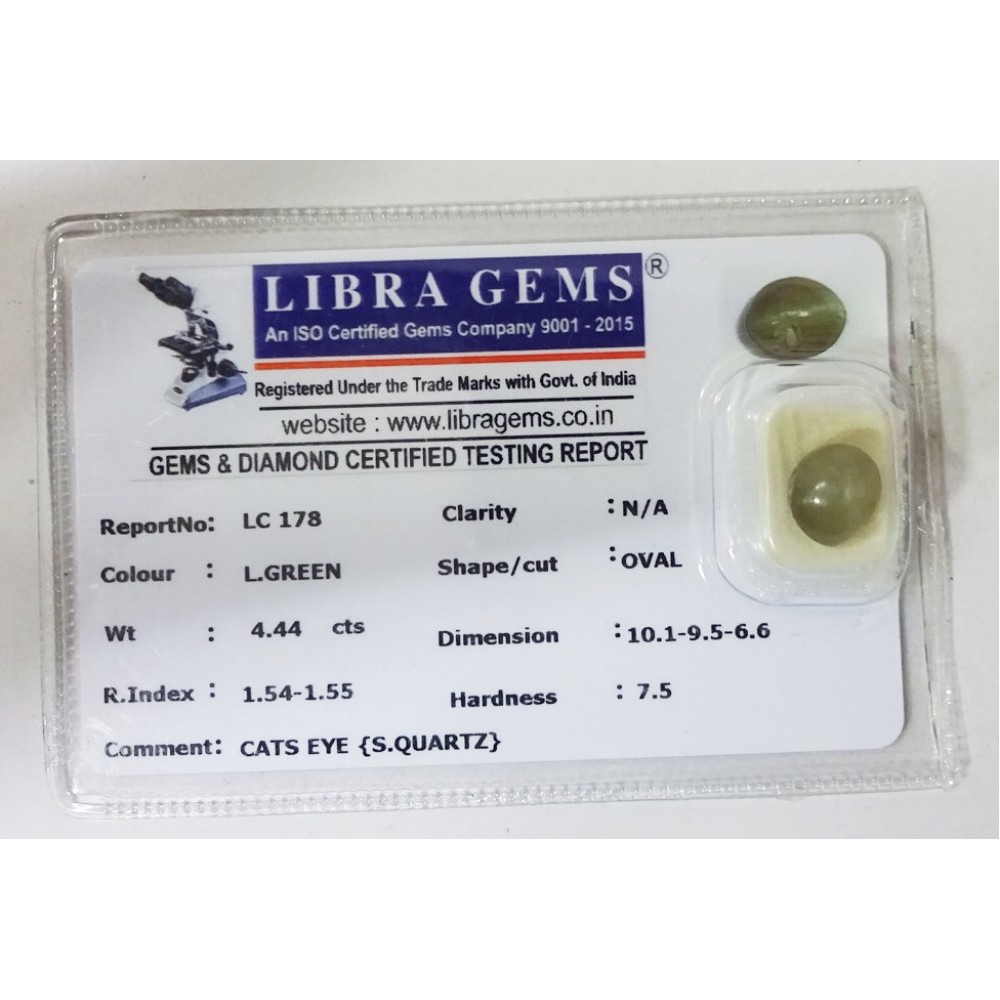 LIBRA GEMS ®
An ISO Certified Gems Company 9001 - 2015
Registered Under the Trade Marks with Govt. of India
website : www.libragems.co.in
GEMS & DIAMOND CERTIFIED TESTING REPORT
ReportNo: LC 178 Clarity : N/A
Colour : L.GREEN Shape/cut : OVAL
Wt : 4.44 cts Dimension : 10.1-9.5-6.6
R.Index : 1.54-1.55 Hardness : 7.5
Comment: CATS EYE {S.QUARTZ}